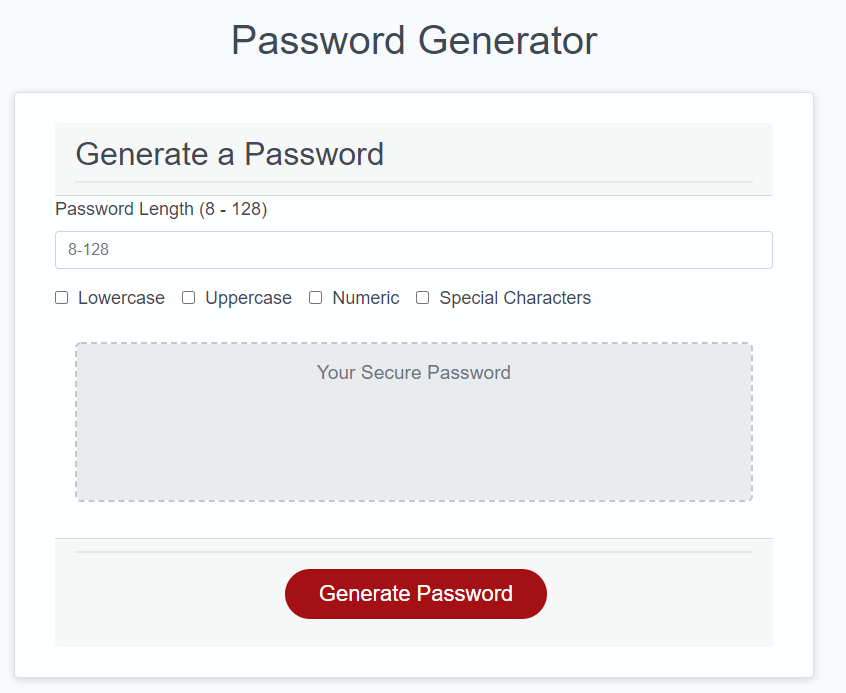 Password Generator
Generate a Password
Password Length (8 - 128)
8-128
Lowercase Uppercase Numeric Special Characters
Your Secure Password
Generate Password